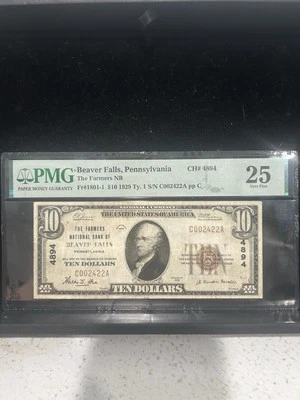 PMG
PAPER MONEY GUARANTY
Beaver Falls, Pennsylvania CH# 4894
The Farmers NB
Fr#1801-1 $10 1929 Ty. 1 S/N C002422A pp C
25
Very Fine
10 THE UNITED STATES OF AMERICA 10
THE FARMERS
NATIONAL BANK OF
BEAVER FALLS
PENNSYLVANIA
TEN DOLLARS
C002422A
4894
4894
C002422A
TEN DOLLARS